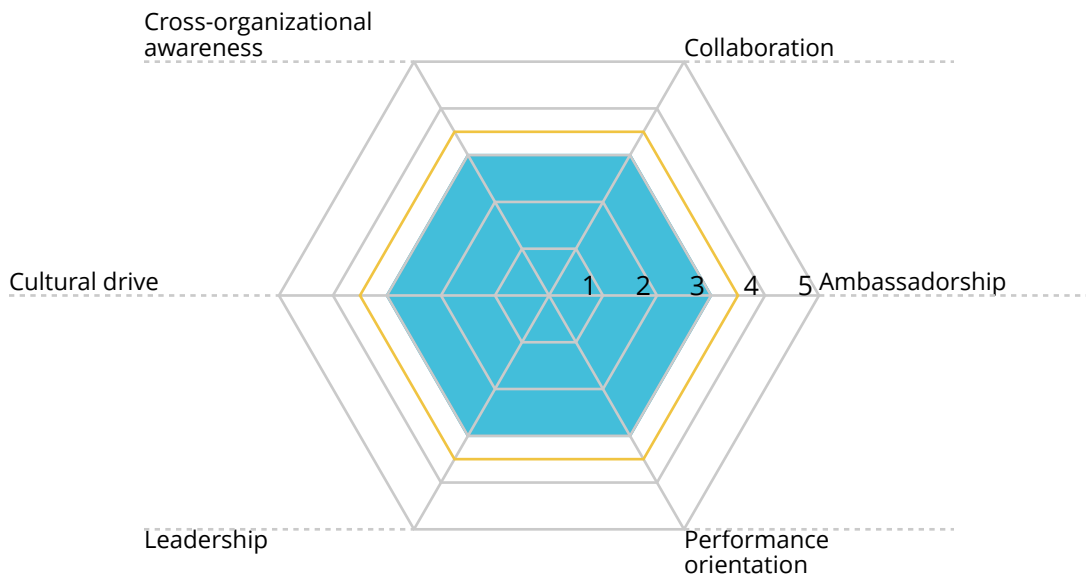 Cross-organizational
awareness
Collaboration
Cultural drive
1 2 3 4 5
Ambassadorship
Leadership
Performance
orientation